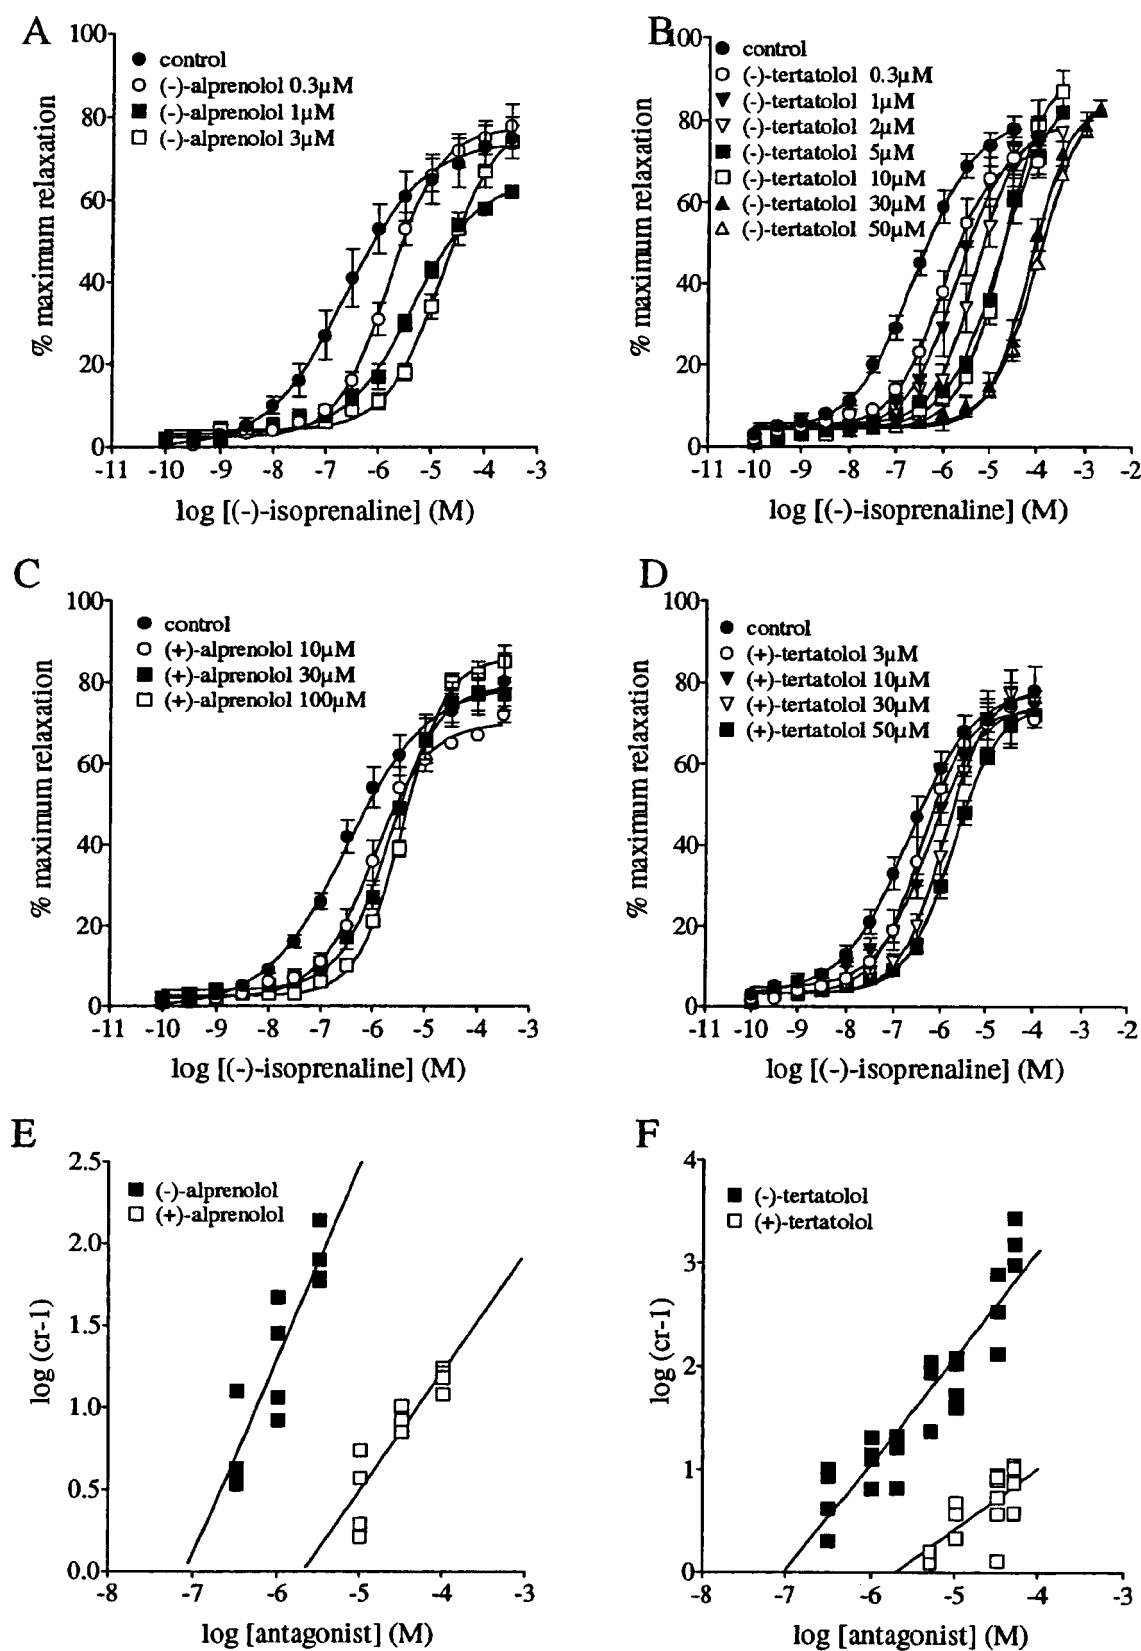 A
100
80
60
40
20
0
% maximum relaxation
control
(-)-alprenolol 0.3µM
(-)-alprenolol 1µM
(-)-alprenolol 3µM
-11 -10 -9 -8 -7 -6 -5 -4 -3
log [(-)-isoprenaline] (M)
B
100
80
60
40
20
0
% maximum relaxation
control
(-)-tertatolol 0.3µM
(-)-tertatolol 1µM
(-)-tertatolol 2µM
(-)-tertatolol 5µM
(-)-tertatolol 10µM
(-)-tertatolol 30µM
(-)-tertatolol 50µM
-11 -10 -9 -8 -7 -6 -5 -4 -3 -2
log [(-)-isoprenaline] (M)
C
100
80
60
40
20
0
% maximum relaxation
control
(+)-alprenolol 10µM
(+)-alprenolol 30µM
(+)-alprenolol 100µM
-11 -10 -9 -8 -7 -6 -5 -4 -3
log [(-)-isoprenaline] (M)
D
100
80
60
40
20
0
% maximum relaxation
control
(+)-tertatolol 3µM
(+)-tertatolol 10µM
(+)-tertatolol 30µM
(+)-tertatolol 50µM
-11 -10 -9 -8 -7 -6 -5 -4 -3 -2
log [(-)-isoprenaline] (M)
E
2.5
2.0
1.5
1.0
0.5
0.0
log (cr-1)
(-)-alprenolol
(+)-alprenolol
-8 -7 -6 -5 -4 -3
log [antagonist] (M)
F
4
3
2
1
0
log (cr-1)
(-)-tertatolol
(+)-tertatolol
-8 -7 -6 -5 -4 -3
log [antagonist] (M)